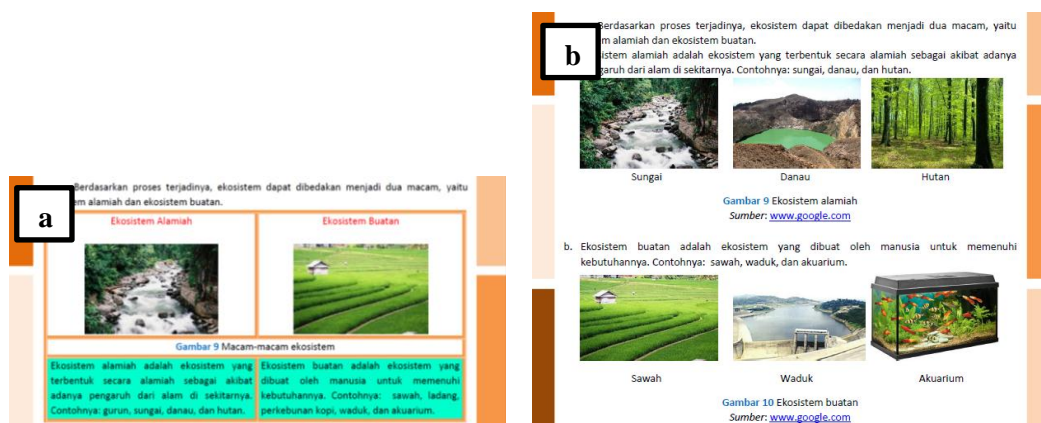 a
Berdasarkan proses terjadinya, ekosistem dapat dibedakan menjadi dua macam, yaitu
em alamiah dan ekosistem buatan.
Ekosistem Alamiah
Ekosistem Buatan
Gambar 9 Macam-macam ekosistem
Ekosistem alamiah adalah ekosistem yang
terbentuk secara alamiah sebagai akibat
adanya pengaruh dari alam di sekitarnya.
Contohnya: gurun, sungai, danau, dan hutan.
Ekosistem buatan adalah ekosistem yang
dibuat oleh manusia untuk memenuhi
kebutuhannya. Contohnya: sawah, ladang,
perkebunan kopi, waduk, dan akuarium.
b
Berdasarkan proses terjadinya, ekosistem dapat dibedakan menjadi dua macam, yaitu
m alamiah dan ekosistem buatan.
sistem alamiah adalah ekosistem yang terbentuk secara alamiah sebagai akibat adanya
garuh dari alam di sekitarnya. Contohnya: sungai, danau, dan hutan.
Sungai
Danau
Hutan
Gambar 9 Ekosistem alamiah
Sumber: www.google.com
b. Ekosistem buatan adalah ekosistem yang dibuat oleh manusia untuk memenuhi
kebutuhannya. Contohnya: sawah, waduk, dan akuarium.
Sawah
Waduk
Akuarium
Gambar 10 Ekosistem buatan
Sumber: www.google.com